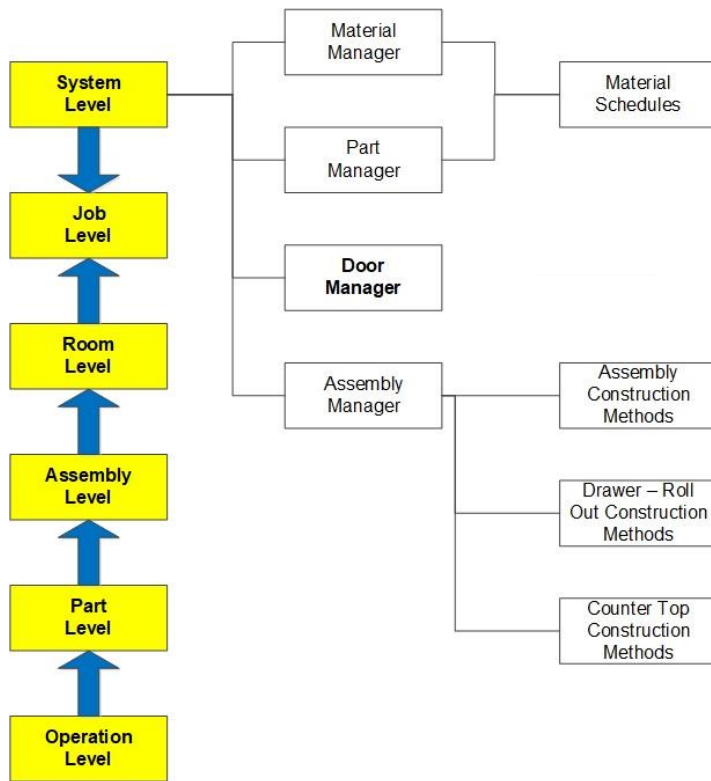 System
Level
Job
Level
Room
Level
Assembly
Level
Part
Level
Operation
Level
Material
Manager
Part
Manager
Door
Manager
Assembly
Manager
Material
Schedules
Assembly
Construction
Methods
Drawer – Roll
Out Construction
Methods
Counter Top
Construction
Methods